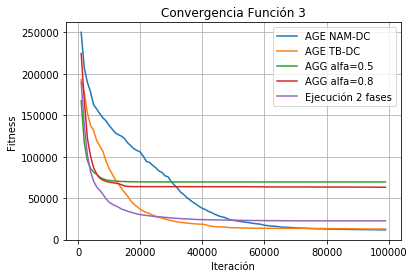 Convergencia Función 3
Fitness
250000
200000
150000
100000
50000
0
AGE NAM-DC
AGE TB-DC
AGG alfa=0.5
AGG alfa=0.8
Ejecución 2 fases
0
20000
40000
60000
80000
100000
Iteración